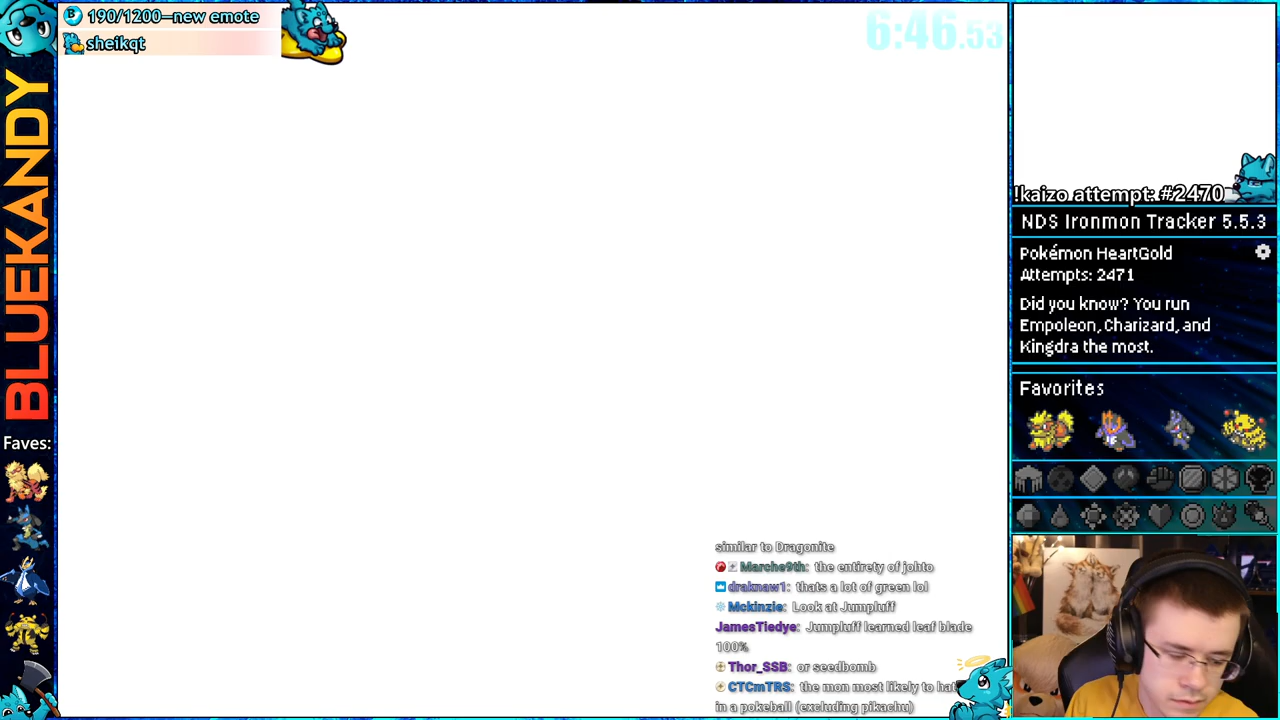 190/1200—new emote
sheikqt
6:46.53
BLUEKANDY
Faves:
!kaizo attempt: #2470
NDS Ironmon Tracker 5.5.3
Pokémon HeartGold
Attempts: 2471
Did you know? You run
Empoleon, Charizard, and
Kingdra the most.
Favorites
similar to Dragonite
Marche9th: the entirety of johto
draknaw1: thats a lot of green lol
Mckinzie: Look at Jumpluff
JamesTiedye: Jumpluff learned leaf blade
100%
Thor_SSB: or seedbomb
CTCmTRS: the mon most likely to
in a pokeball (excluding pikachu)